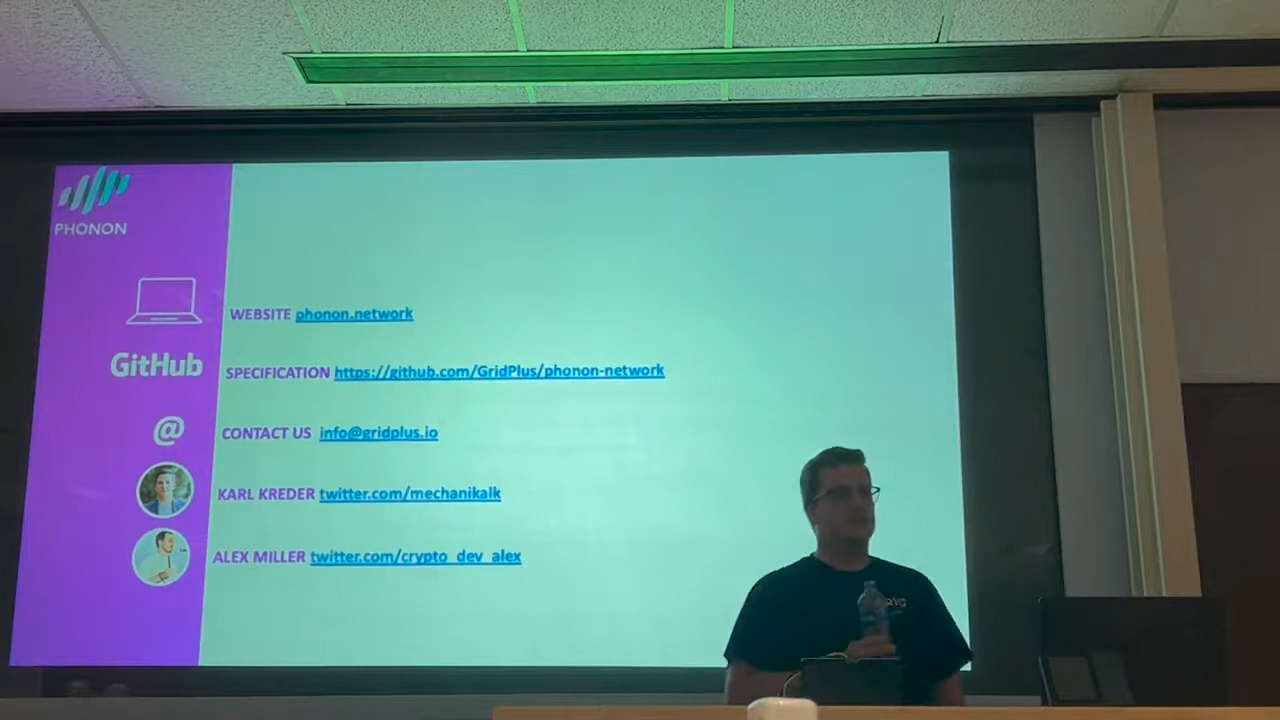 PHONON
WEBSITE phonon.network
GitHub
SPECIFICATION https://github.com/GridPlus/phonon-network
@
CONTACT US info@gridplus.io
KARL KREDER twitter.com/mechanikalk
ALEX MILLER twitter.com/crypto_dev_alex